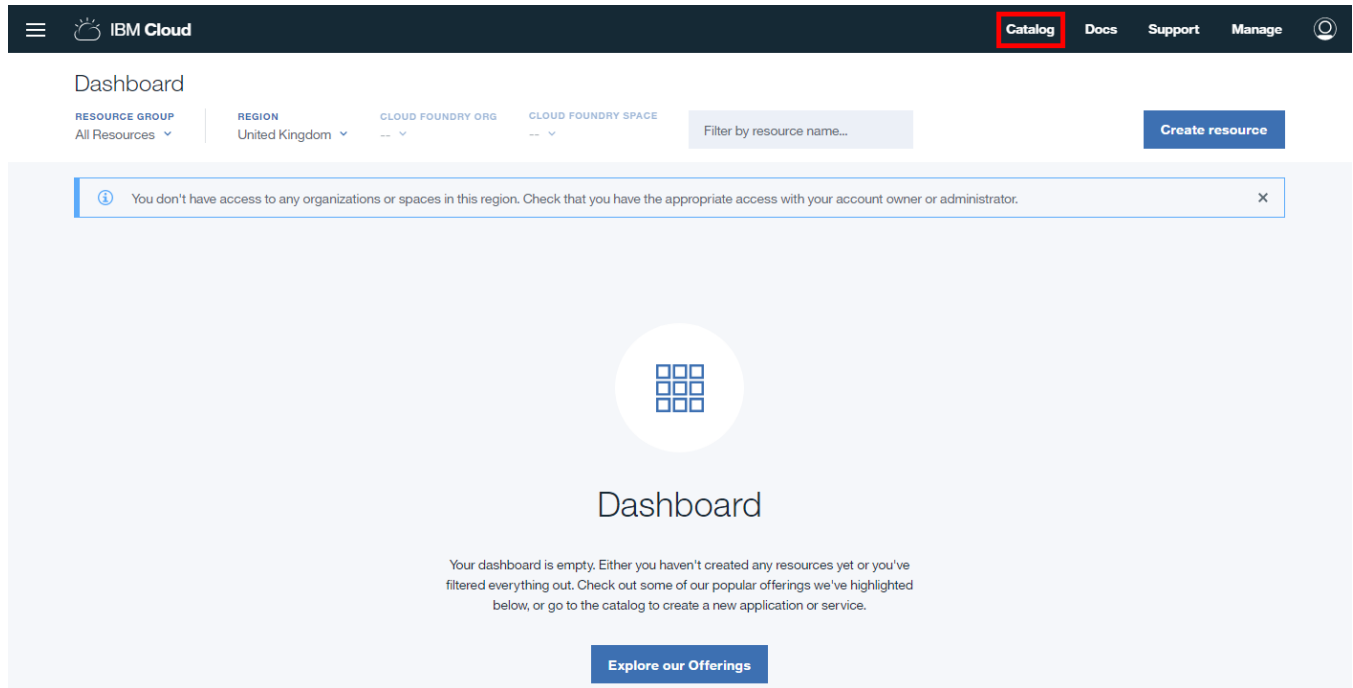 IBM Cloud
Catalog
Docs
Support
Manage
Dashboard
RESOURCE GROUP
All Resources
REGION
United Kingdom
CLOUD FOUNDRY ORG
--
CLOUD FOUNDRY SPACE
--
Filter by resource name...
Create resource
You don't have access to any organizations or spaces in this region. Check that you have the appropriate access with your account owner or administrator.
Dashboard
Your dashboard is empty. Either you haven't created any resources yet or you've
filtered everything out. Check out some of our popular offerings we've highlighted
below, or go to the catalog to create a new application or service.
Explore our Offerings